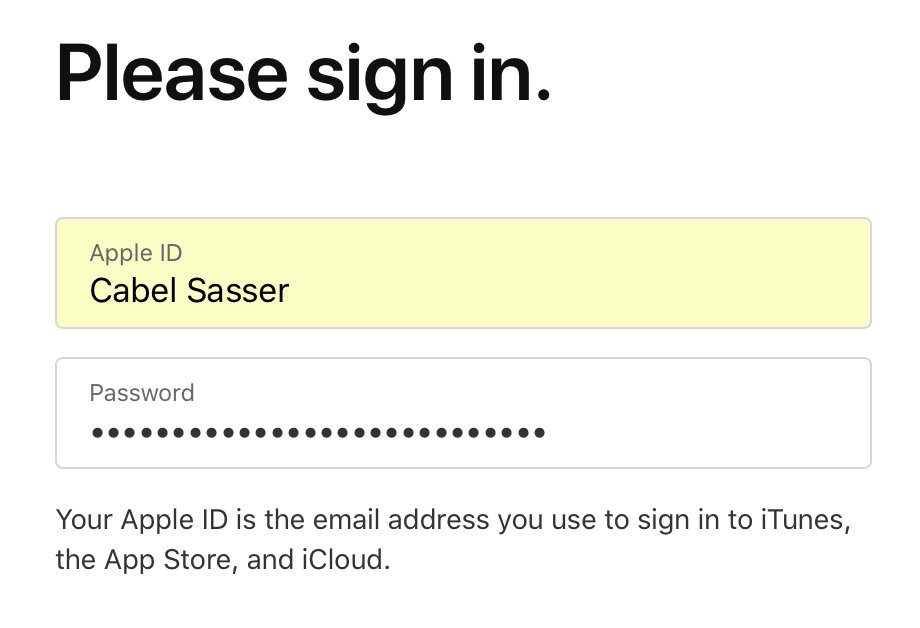 Please sign in.
Apple ID
Cabel Sasser
Password
••••••••••••••••••••••••••••
Your Apple ID is the email address you use to sign in to iTunes,
the App Store, and iCloud.